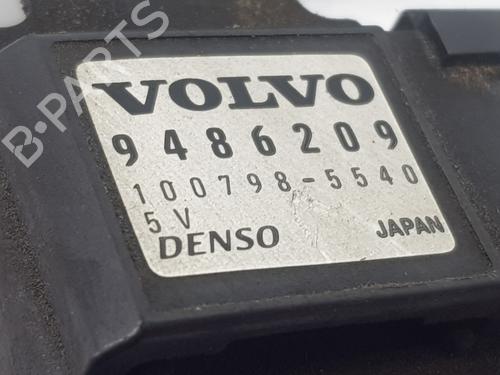 B-PARTS
VOLVO
9486209
100798-5540
5V
DENSO JAPAN